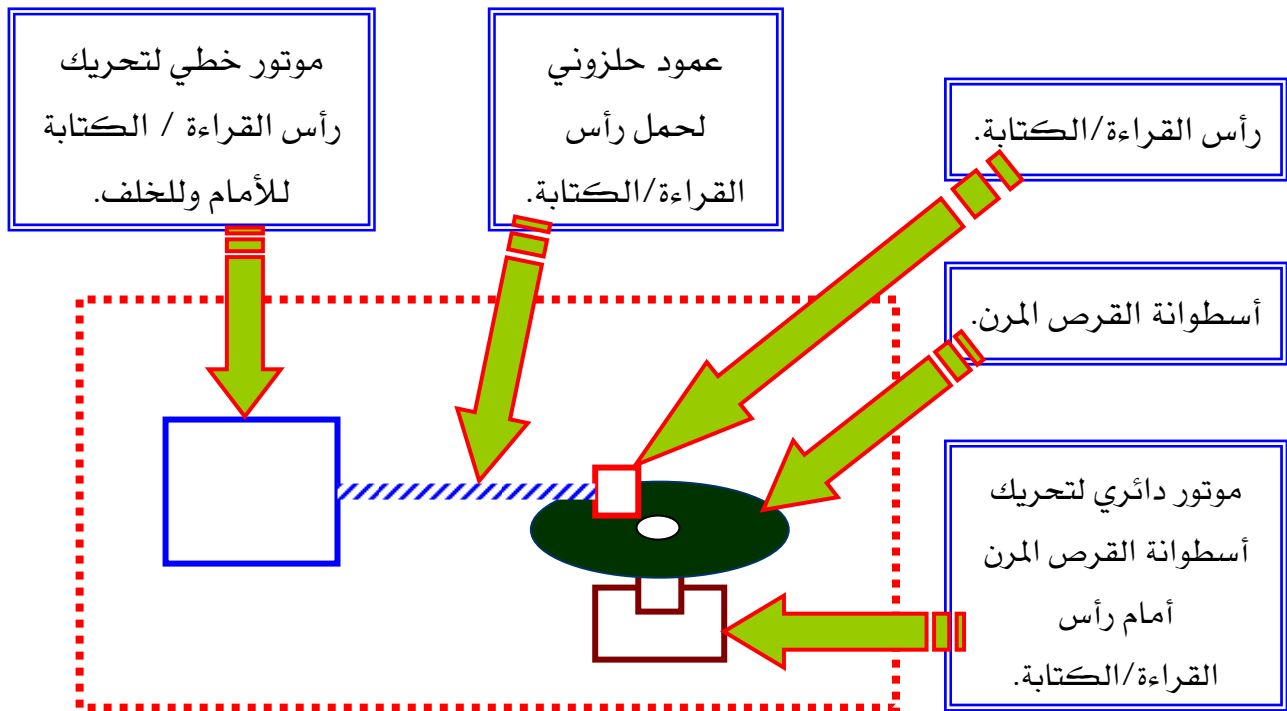 رأس القراءة/الكتابة.
عمود حلزوني
لحمل رأس
القراءة/الكتابة.
موتور خطي لتحريك
رأس القراءة / الكتابة
للأمام وللخلف.
أسطوانة القرص المرن.
موتور دائري لتحريك
أسطوانة القرص المرن
أمام رأس
القراءة/الكتابة.